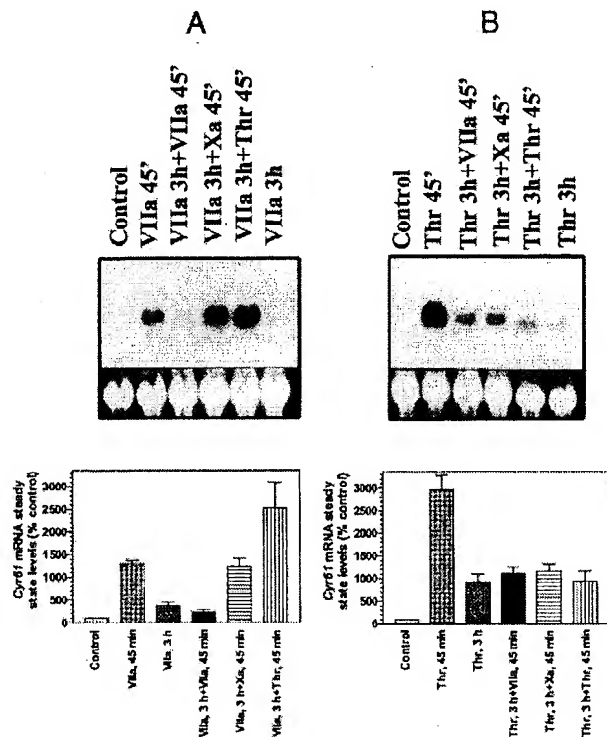 A
Control
VIIa 45'
VIIa 3h+VIIa 45'
VIIa 3h+Xa 45'
VIIa 3h+Thr 45'
VIIa 3h
B
Control
Thr 45'
Thr 3h+VIIa 45'
Thr 3h+Xa 45'
Thr 3h+Thr 45'
Thr 3h
Cyr61 mRNA steady
state levels (% control)
3000
2500
2000
1500
1000
500
0
Control
VIIa, 45 min
VIIa, 3 h
VIIa, 3 h+VIIa, 45 min
VIIa, 3 h+Xa, 45 min
VIIa, 3 h+Thr, 45 min
Cyr61 mRNA steady
state levels (% control)
3000
2500
2000
1500
1000
500
0
Control
Thr, 45 min
Thr, 3 h
Thr, 3 h+VIIa, 45 min
Thr, 3 h+Xa, 45 min
Thr, 3 h+Thr, 45 min